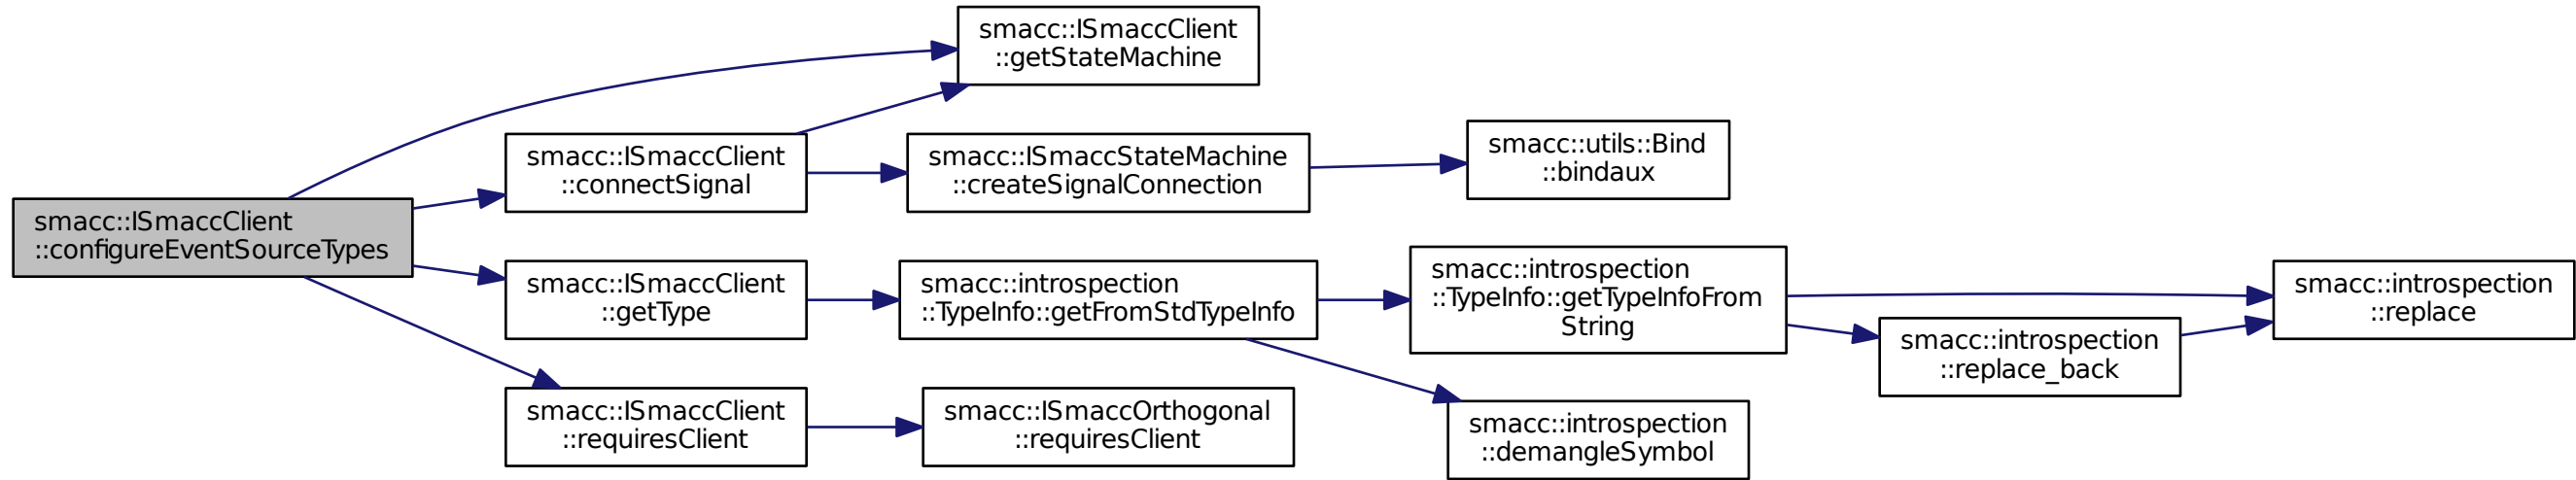 smacc::ISmaccClient
::configureEventSourceTypes
smacc::ISmaccClient
::getStateMachine
smacc::ISmaccClient
::connectSignal
smacc::ISmaccStateMachine
::createSignalConnection
smacc::utils::Bind
::bindaux
smacc::ISmaccClient
::getType
smacc::introspection
::TypeInfo::getFromStdTypeInfo
smacc::introspection
::TypeInfo::getTypeInfoFrom
String
smacc::introspection
::replace
smacc::introspection
::replace_back
smacc::introspection
::demangleSymbol
smacc::ISmaccClient
::requiresClient
smacc::ISmaccOrthogonal
::requiresClient